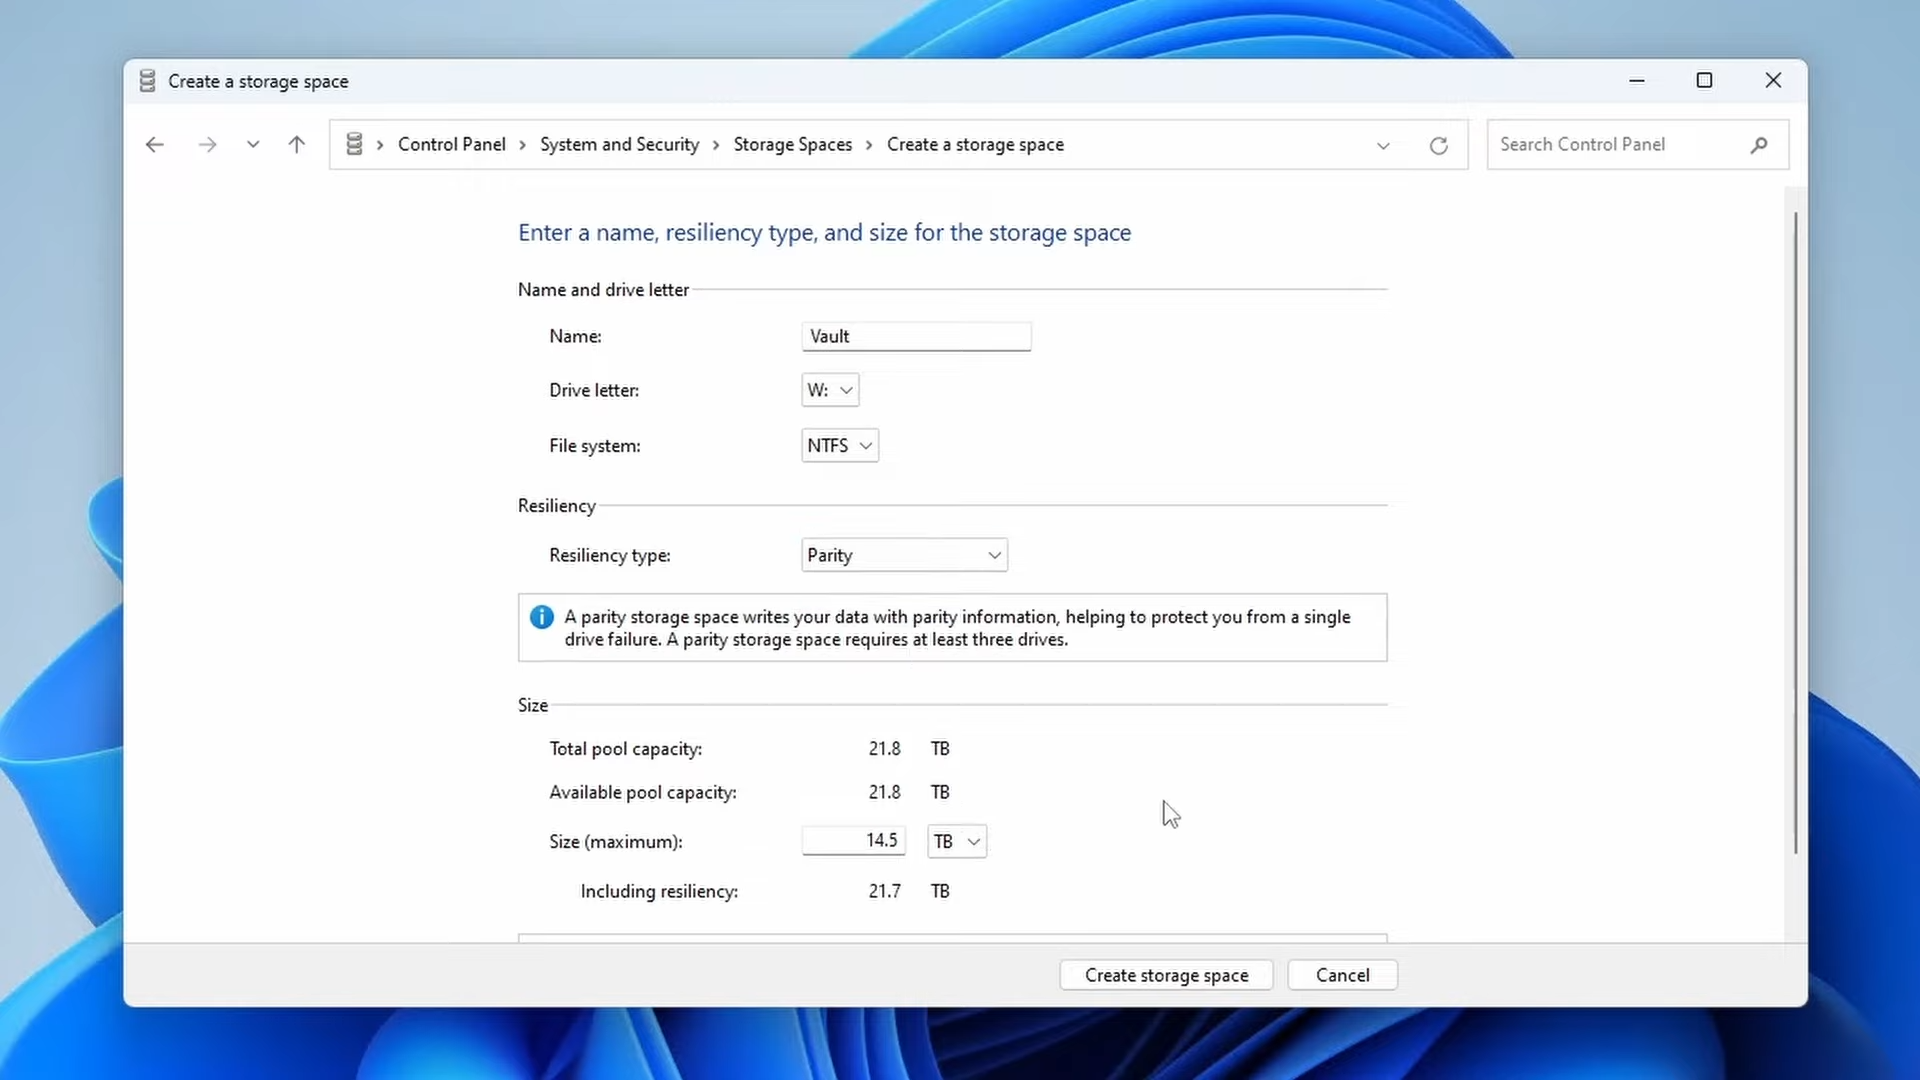 Create a storage space
Control Panel > System and Security > Storage Spaces > Create a storage space
Search Control Panel
Enter a name, resiliency type, and size for the storage space
Name and drive letter
Name: Vault
Drive letter: W:
File system: NTFS
Resiliency
Resiliency type: Parity
A parity storage space writes your data with parity information, helping to protect you from a single
drive failure. A parity storage space requires at least three drives.
Size
Total pool capacity: 21.8 TB
Available pool capacity: 21.8 TB
Size (maximum): 14.5 TB
Including resiliency: 21.7 TB
Create storage space Cancel